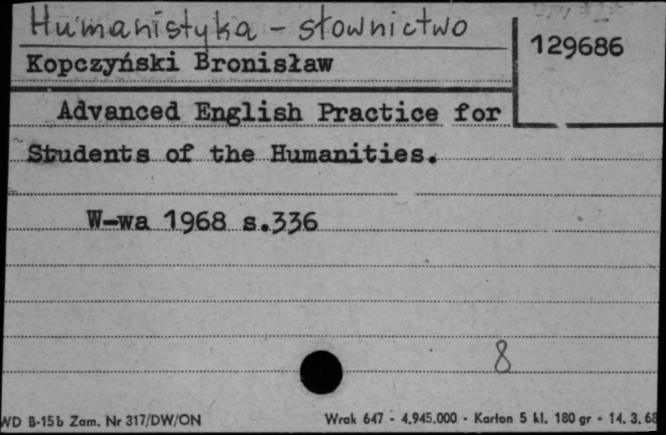 Humanistyka - słownictwo
129686
Kopczyński Bronisław
Advanced English Practice for
Students of the Humanities.
W-wa 1968 s.336
8
WD B-15b Zam. Nr 317/DW/ON
Wrak 647 - 4.945.000 - Karton 5 kl. 180 gr - 14. 3. 68